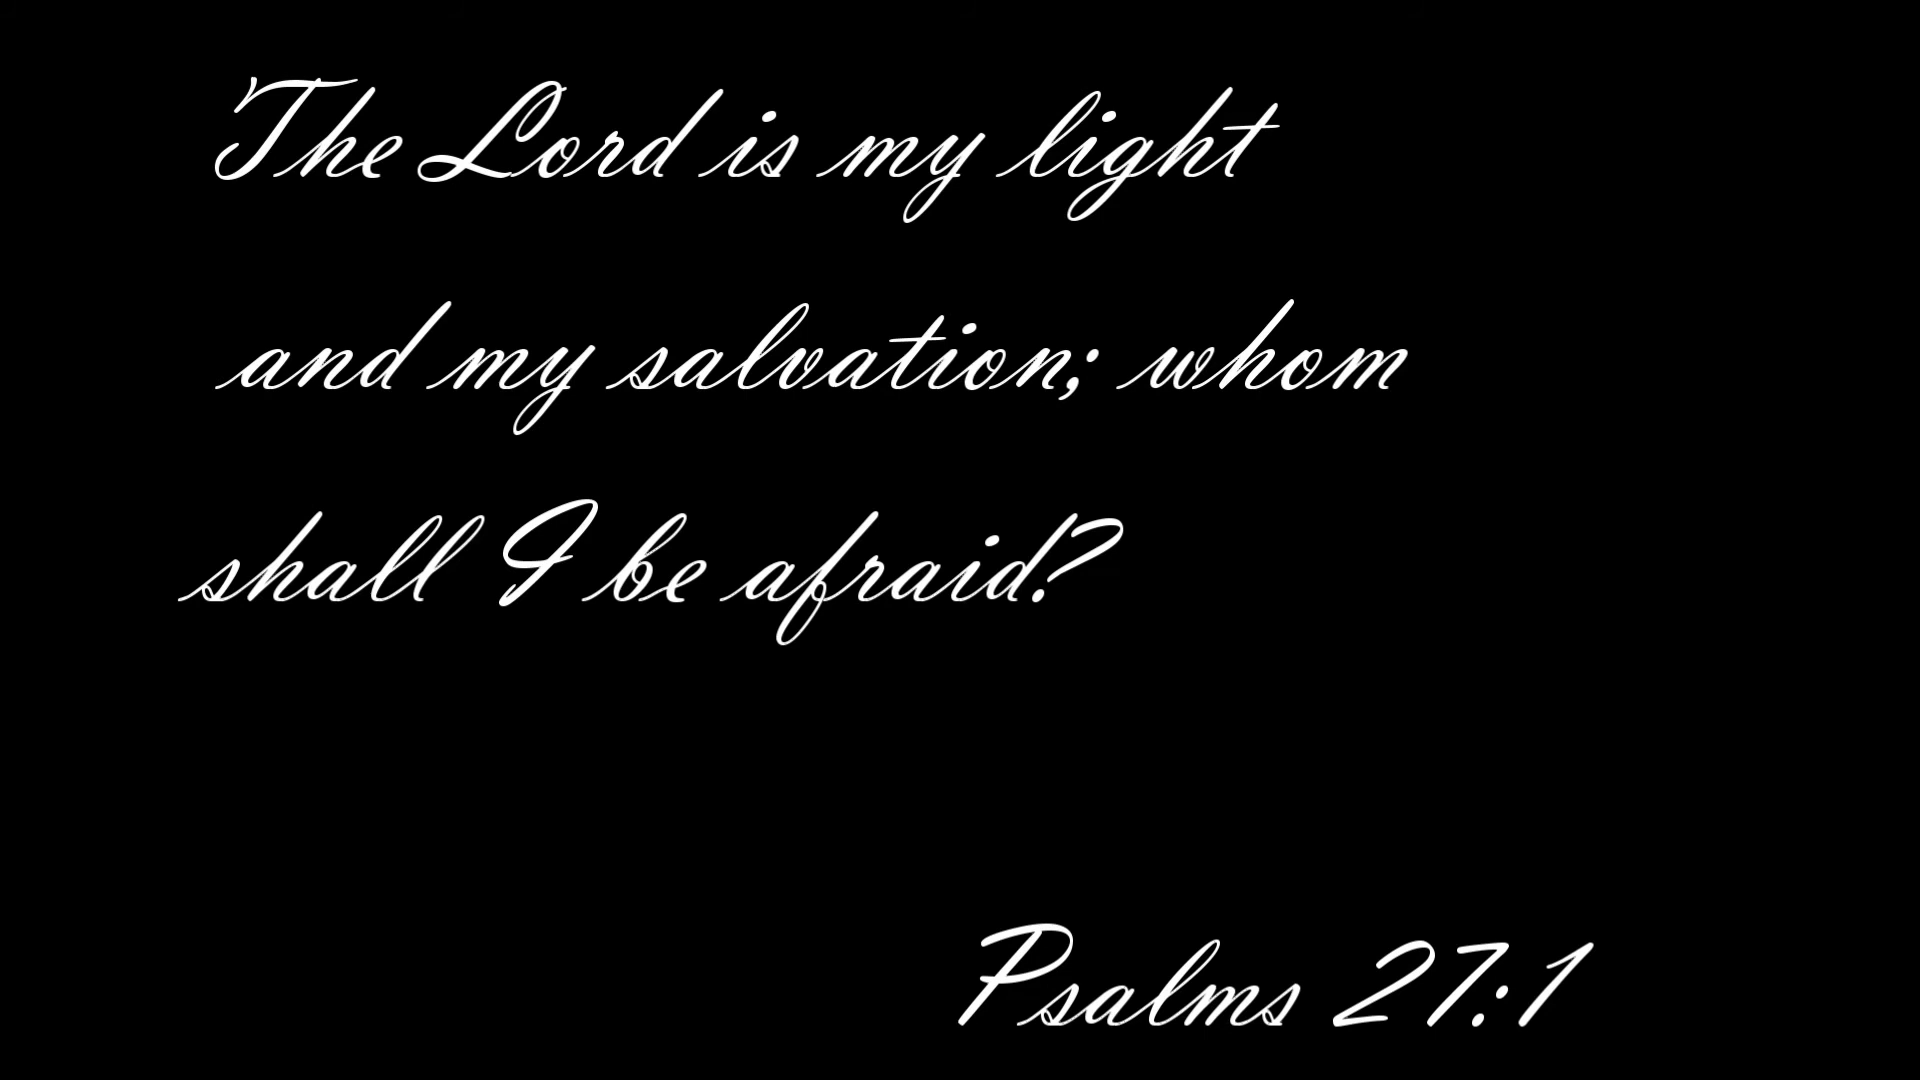 The Lord is my light
and my salvation; whom
shall I be afraid?
Psalms 27:1